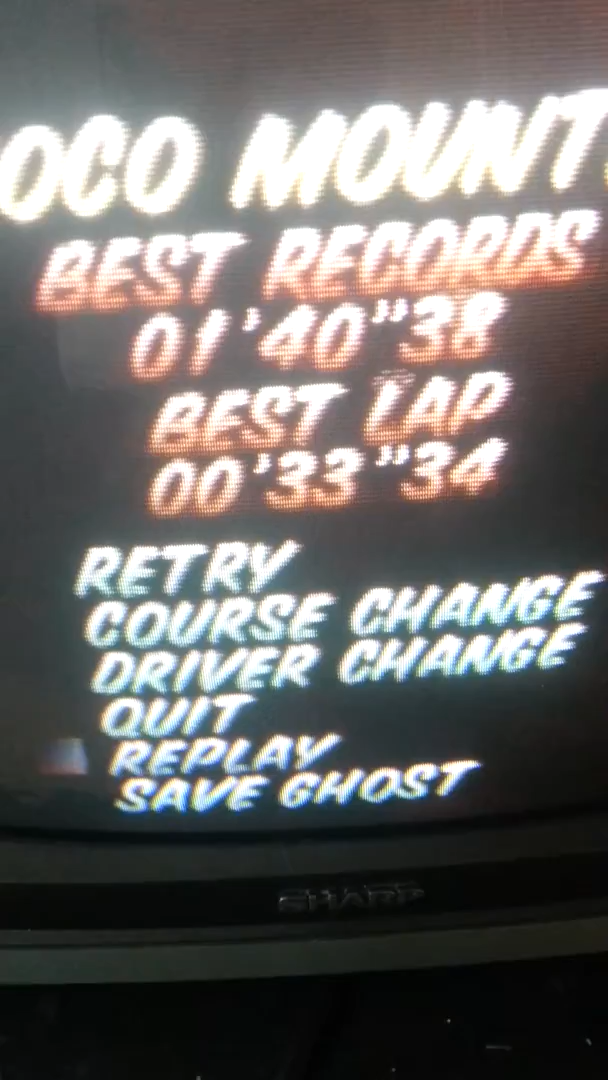 OCO MOUNT
BEST RECORDS
01'40"38
BEST LAP
00'33"34
RETRY
COURSE CHANGE
DRIVER CHANGE
QUIT
REPLAY
SAVE GHOST
SHARP